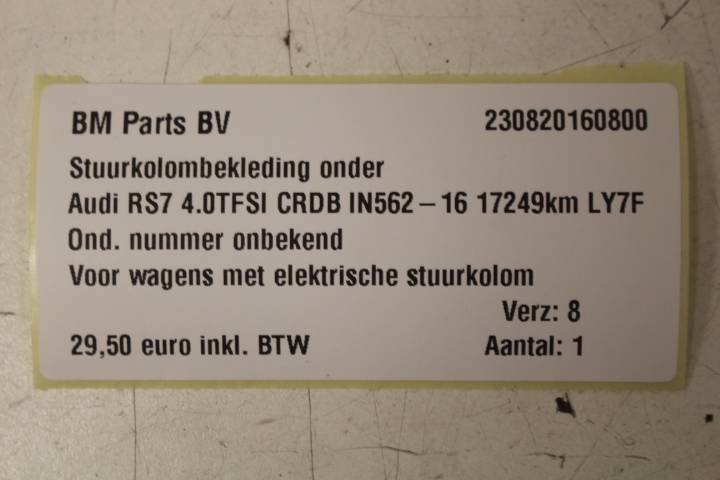 BM Parts BV 230820160800
Stuurkolombekleding onder
Audi RS7 4.0TFSI CRDB IN562 – 16 17249km LY7F
Ond. nummer onbekend
Voor wagens met elektrische stuurkolom
Verz: 8
29,50 euro inkl. BTW Aantal: 1